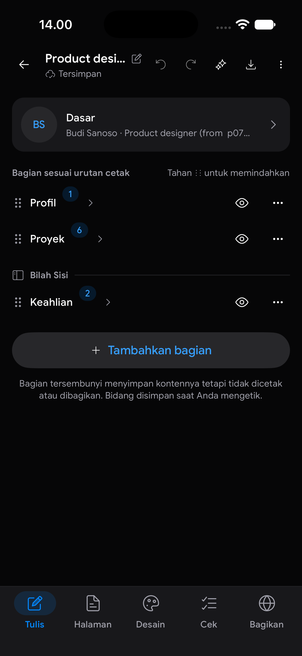 14.00
Product desi...
Tersimpan
BS
Dasar
Budi Sanoso · Product designer (from p07...
Bagian sesuai urutan cetak
Tahan ⠿ untuk memindahkan
Profil 1
Proyek 6
Bilah Sisi
Keahlian 2
+ Tambahkan bagian
Bagian tersembunyi menyimpan kontennya tetapi tidak dicetak
atau dibagikan. Bidang disimpan saat Anda mengetik.
Tulis
Halaman
Desain
Cek
Bagikan